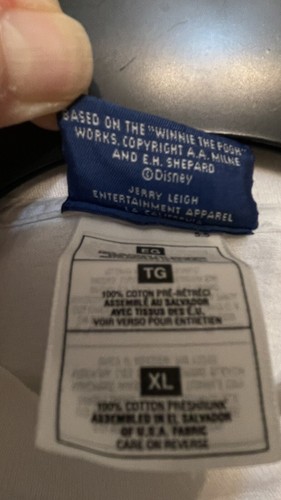 BASED ON THE "WINNIE THE POOH"
WORKS, COPYRIGHT A.A. MILNE
AND E.H. SHEPARD
©Disney
JERRY LEIGH
ENTERTAINMENT APPAREL
EG
TG
100% COTON PRÉ-RÉTRÉCI
ASSEMBLÉ AU SALVADOR
AVEC TISSUS DES É.U.
VOIR VERSO POUR ENTRETIEN
XL
100% COTTON PRESHRUNK
ASSEMBLED IN EL SALVADOR
OF U.S.A. FABRIC
CARE ON REVERSE